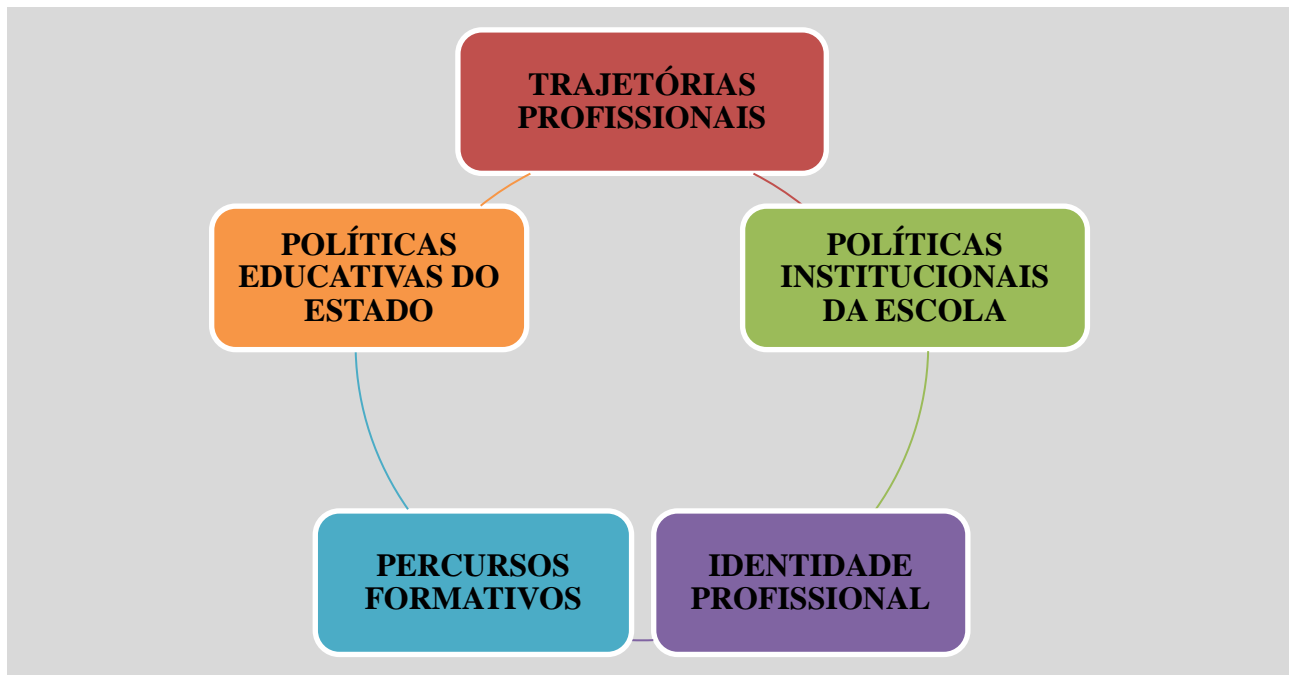 TRAJETÓRIAS
PROFISSIONAIS
POLÍTICAS
EDUCATIVAS DO
ESTADO
POLÍTICAS
INSTITUCIONAIS
DA ESCOLA
PERCURSOS
FORMATIVOS
IDENTIDADE
PROFISSIONAL